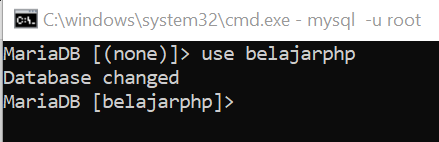 C:\windows\system32\cmd.exe - mysql  -u root
MariaDB [(none)]> use belajarphp
Database changed
MariaDB [belajarphp]>